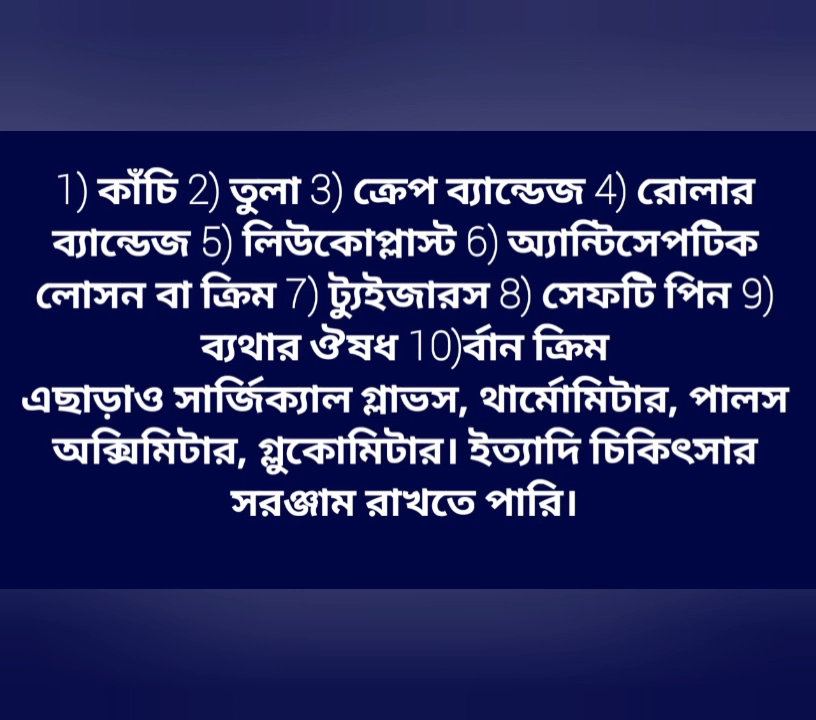 1) কাঁচি 2) তুলা 3) ক্রেপ ব্যান্ডেজ 4) রোলার
ব্যান্ডেজ 5) লিউকোপ্লাস্ট 6) অ্যান্টিসেপটিক
লোসন বা ক্রিম 7) ট্যুইজারস 8) সেফটি পিন 9)
ব্যথার ঔষধ 10)র্বান ক্রিম
এছাড়াও সার্জিক্যাল গ্লাভস, থার্মোমিটার, পালস
অক্সিমিটার, গ্লুকোমিটার। ইত্যাদি চিকিৎসার
সরঞ্জাম রাখতে পারি।